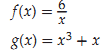 f(x) = 6/x
g(x) = x³ + x